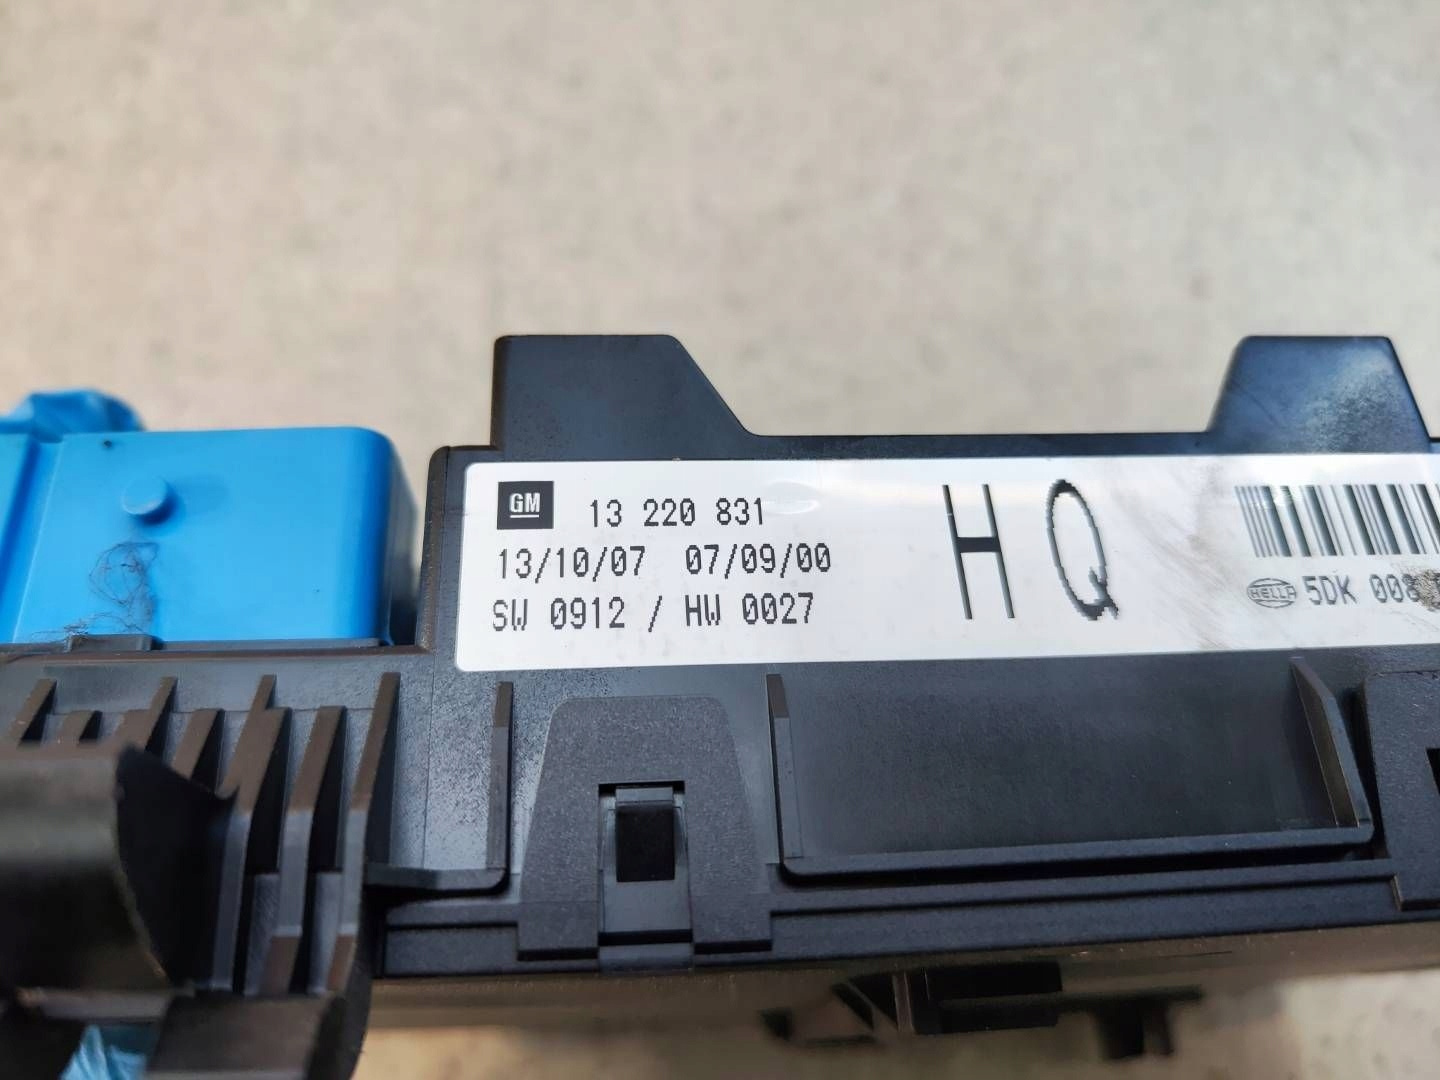 GM 13 220 831
13/10/07 07/09/00
SW 0912 / HW 0027
HQ
HELLA 5DK 008